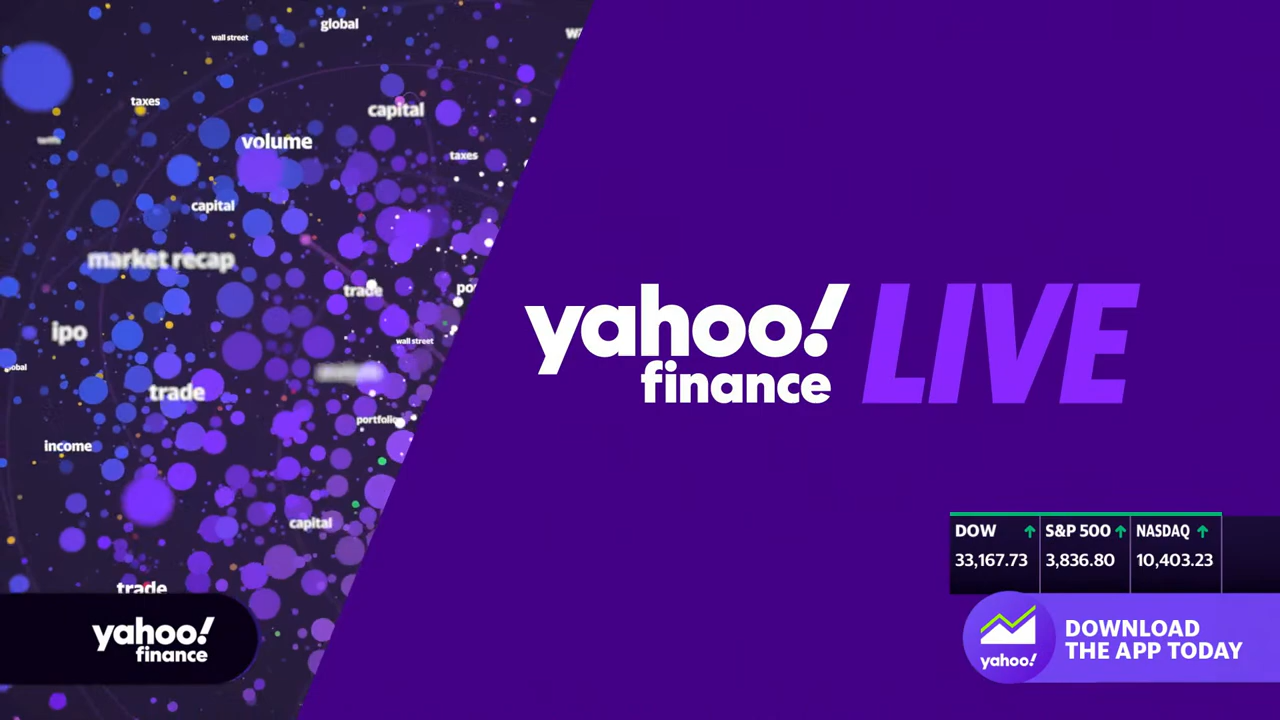 global
wall street
taxes
capital
volume
taxes
capital
market recap
trade
ipo
wall street
trade
portfolio
income
capital
trade
yahoo!
finance
LIVE
DOW
33,167.73
S&P 500
3,836.80
NASDAQ
10,403.23
yahoo!
finance
yahoo!
DOWNLOAD
THE APP TODAY